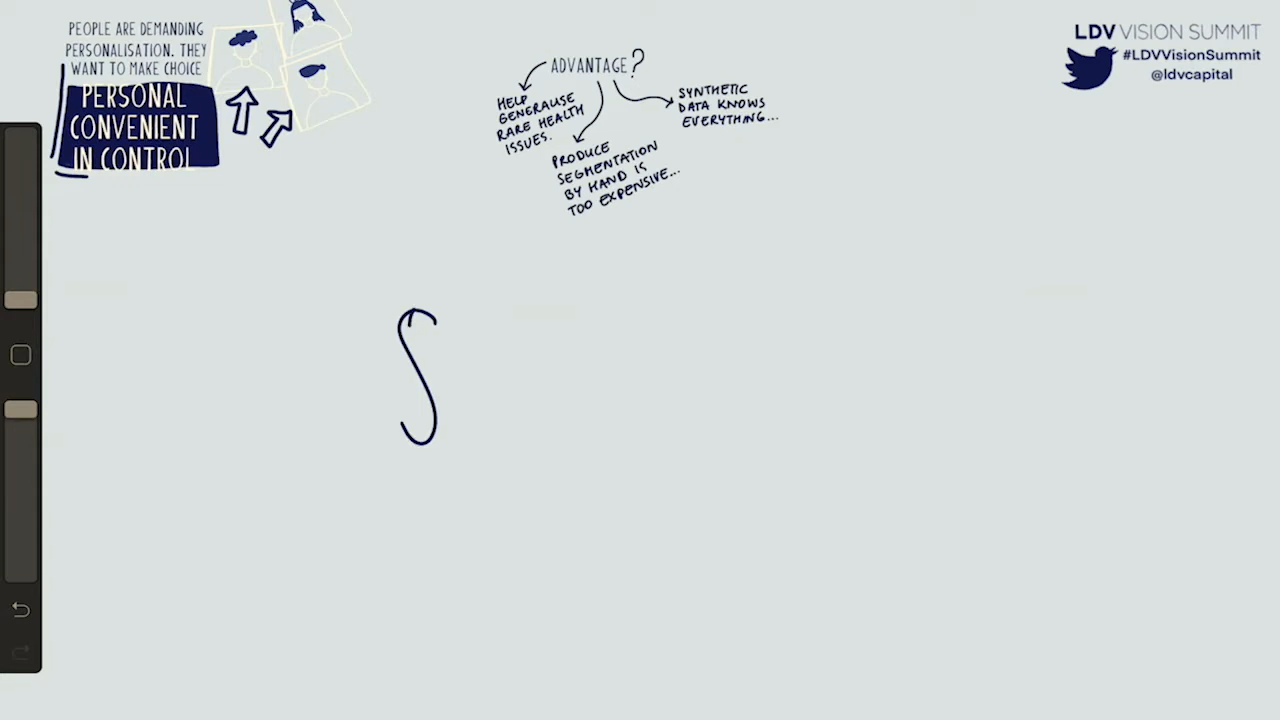 PEOPLE ARE DEMANDING
PERSONALISATION. THEY
WANT TO MAKE CHOICE
PERSONAL
CONVENIENT
IN CONTROL
ADVANTAGE?
HELP
GENERAUSE
RARE HEALTH
ISSUES.
PRODUCE
SEGMENTATION
BY HAND IS
TOO EXPENSIVE...
SYNTHETIC
DATA KNOWS
EVERYTHING...
LDV VISION SUMMIT
#LDVVisionSummit
@ldvcapital
S